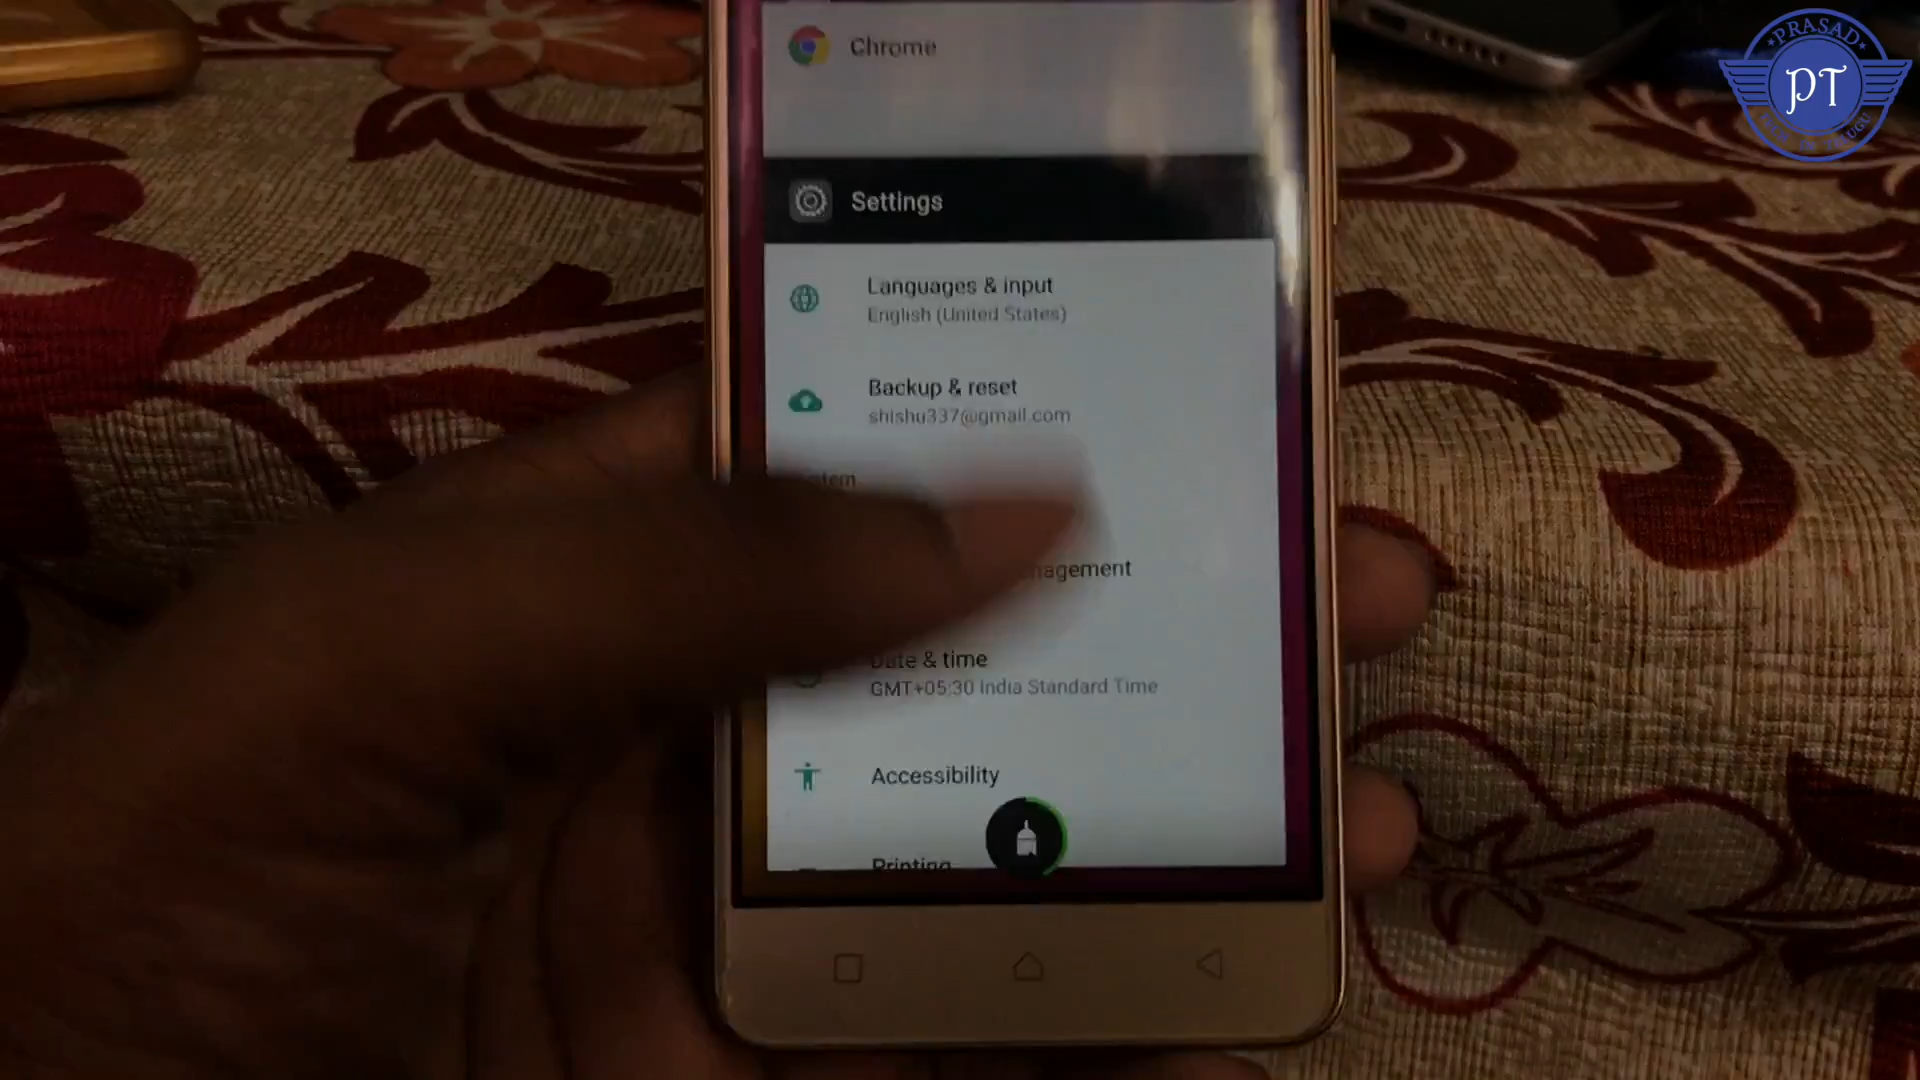 PRASAD
PT
Chrome
Settings
Languages & input
English (United States)
Backup & reset
shishu337@gmail.com
Date & time
GMT+05:30 India Standard Time
Accessibility
Printing